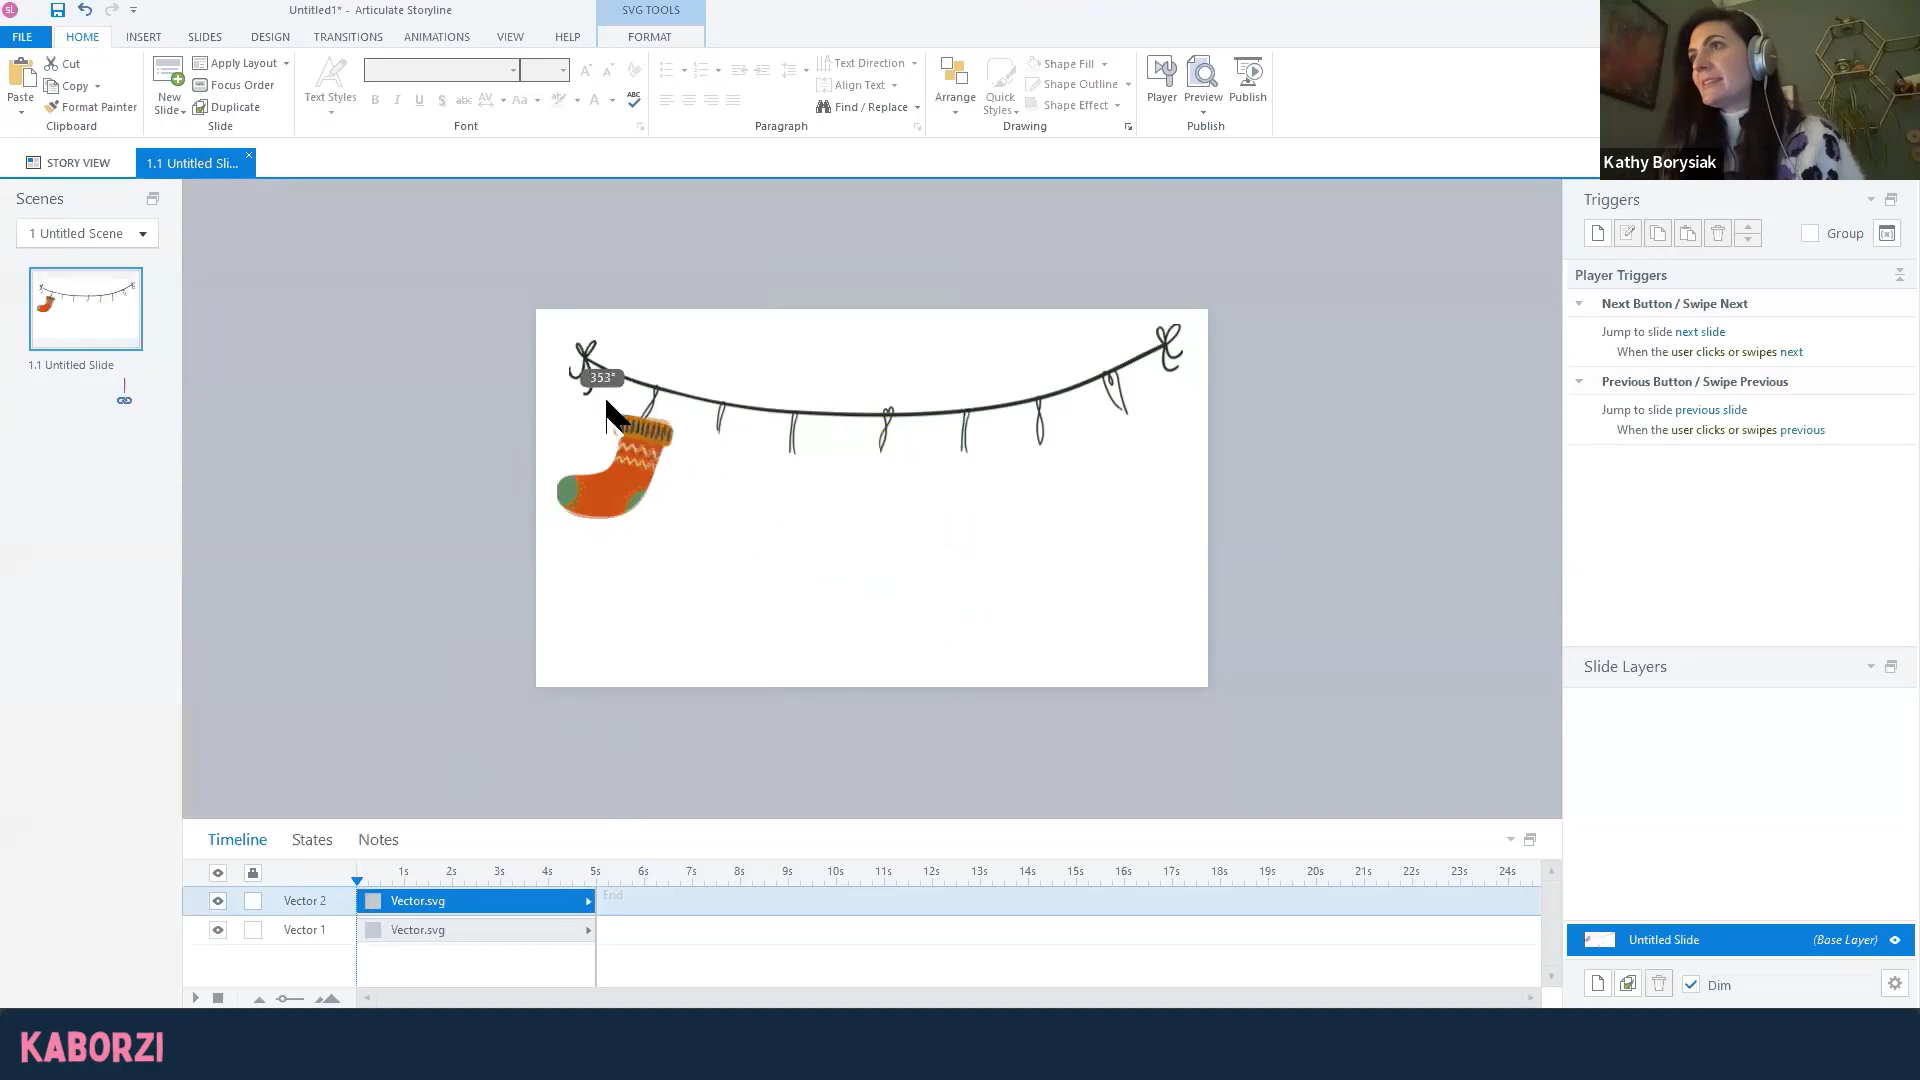 SL
Untitled1* - Articulate Storyline
SVG TOOLS
FILE HOME INSERT SLIDES DESIGN TRANSITIONS ANIMATIONS VIEW HELP FORMAT
Paste
Cut
Copy
Format Painter
Clipboard
New Slide
Apply Layout
Focus Order
Duplicate
Slide
Text Styles
B I U S abc AV Aa A
ABC
Font
Text Direction
Align Text
Find / Replace
Paragraph
Arrange
Quick Styles
Shape Fill
Shape Outline
Shape Effect
Drawing
Player
Preview
Publish
Publish
Kathy Borysiak
STORY VIEW
1.1 Untitled Sli...
Scenes
1 Untitled Scene
1.1 Untitled Slide
353°
Triggers
Group
Player Triggers
Next Button / Swipe Next
Jump to slide next slide
When the user clicks or swipes next
Previous Button / Swipe Previous
Jump to slide previous slide
When the user clicks or swipes previous
Slide Layers
Untitled Slide (Base Layer)
Dim
Timeline States Notes
1s 2s 3s 4s 5s 6s 7s 8s 9s 10s 11s 12s 13s 14s 15s 16s 17s 18s 19s 20s 21s 22s 23s 24s
Vector 2 Vector.svg End
Vector 1 Vector.svg
KABORZI